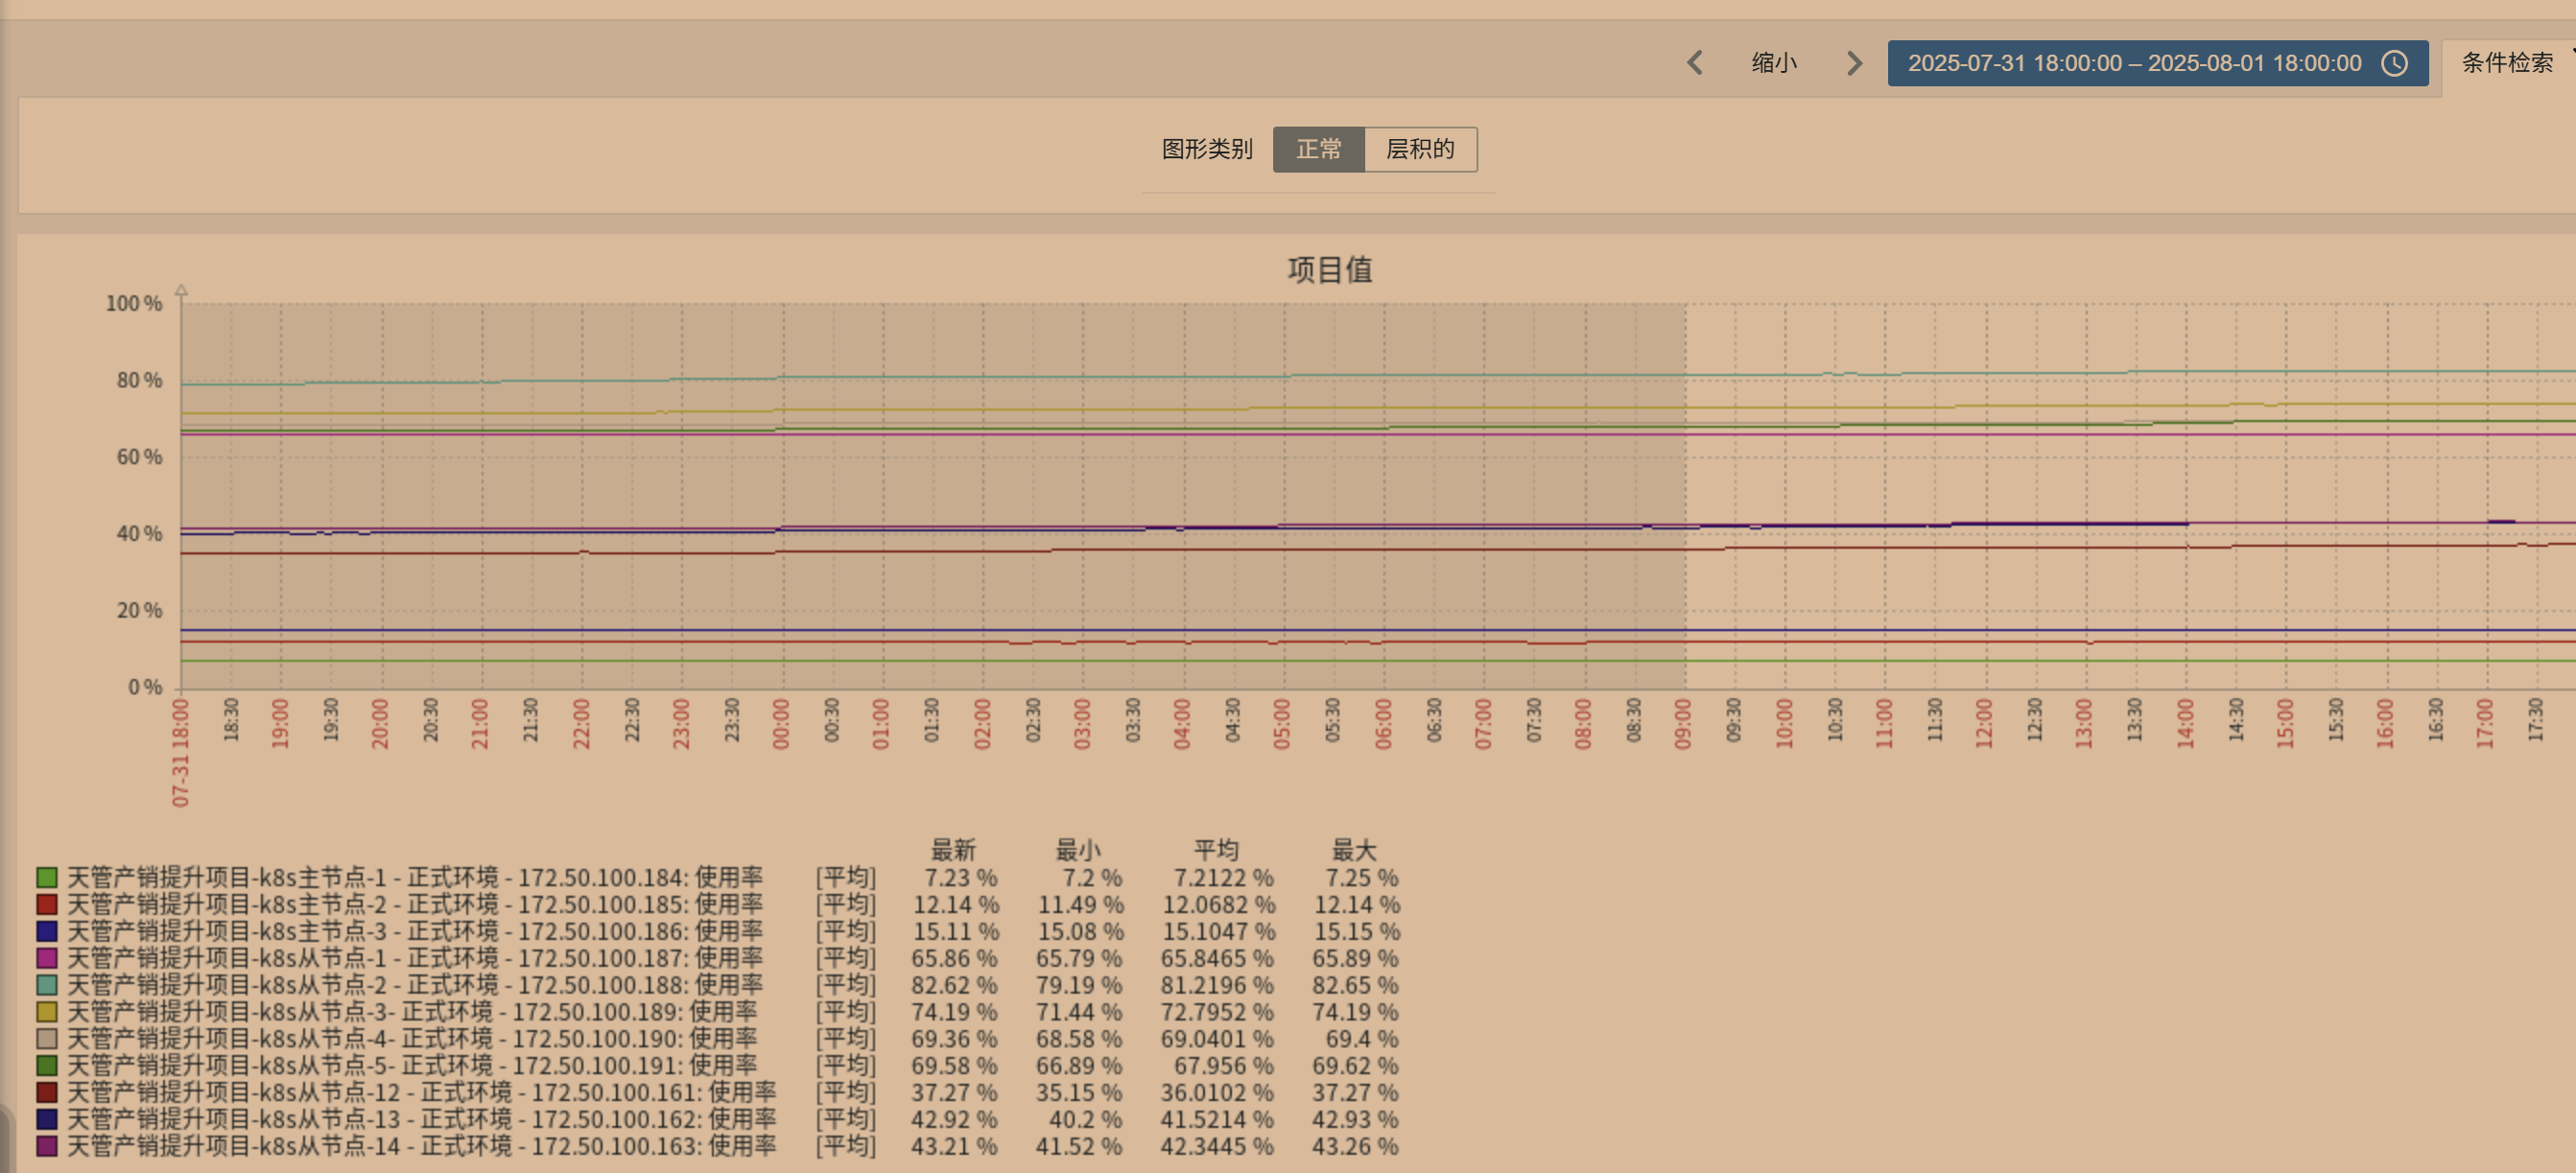 缩小 2025-07-31 18:00:00 – 2025-08-01 18:00:00 条件检索
图形类别 正常 层积的
项目值
100 %
80 %
60 %
40 %
20 %
0 %
07-31 18:00 18:30 19:00 19:30 20:00 20:30 21:00 21:30 22:00 22:30 23:00 23:30 00:00 00:30 01:00 01:30 02:00 02:30 03:00 03:30 04:00 04:30 05:00 05:30 06:00 06:30 07:00 07:30 08:00 08:30 09:00 09:30 10:00 10:30 11:00 11:30 12:00 12:30 13:00 13:30 14:00 14:30 15:00 15:30 16:00 16:30 17:00 17:30
最新 最小 平均 最大
天管产销提升项目-k8s主节点-1 - 正式环境 - 172.50.100.184: 使用率 [平均] 7.23 % 7.2 % 7.2122 % 7.25 %
天管产销提升项目-k8s主节点-2 - 正式环境 - 172.50.100.185: 使用率 [平均] 12.14 % 11.49 % 12.0682 % 12.14 %
天管产销提升项目-k8s主节点-3 - 正式环境 - 172.50.100.186: 使用率 [平均] 15.11 % 15.08 % 15.1047 % 15.15 %
天管产销提升项目-k8s从节点-1 - 正式环境 - 172.50.100.187: 使用率 [平均] 65.86 % 65.79 % 65.8465 % 65.89 %
天管产销提升项目-k8s从节点-2 - 正式环境 - 172.50.100.188: 使用率 [平均] 82.62 % 79.19 % 81.2196 % 82.65 %
天管产销提升项目-k8s从节点-3- 正式环境 - 172.50.100.189: 使用率 [平均] 74.19 % 71.44 % 72.7952 % 74.19 %
天管产销提升项目-k8s从节点-4- 正式环境 - 172.50.100.190: 使用率 [平均] 69.36 % 68.58 % 69.0401 % 69.4 %
天管产销提升项目-k8s从节点-5- 正式环境 - 172.50.100.191: 使用率 [平均] 69.58 % 66.89 % 67.956 % 69.62 %
天管产销提升项目-k8s从节点-12 - 正式环境 - 172.50.100.161: 使用率 [平均] 37.27 % 35.15 % 36.0102 % 37.27 %
天管产销提升项目-k8s从节点-13 - 正式环境 - 172.50.100.162: 使用率 [平均] 42.92 % 40.2 % 41.5214 % 42.93 %
天管产销提升项目-k8s从节点-14 - 正式环境 - 172.50.100.163: 使用率 [平均] 43.21 % 41.52 % 42.3445 % 43.26 %